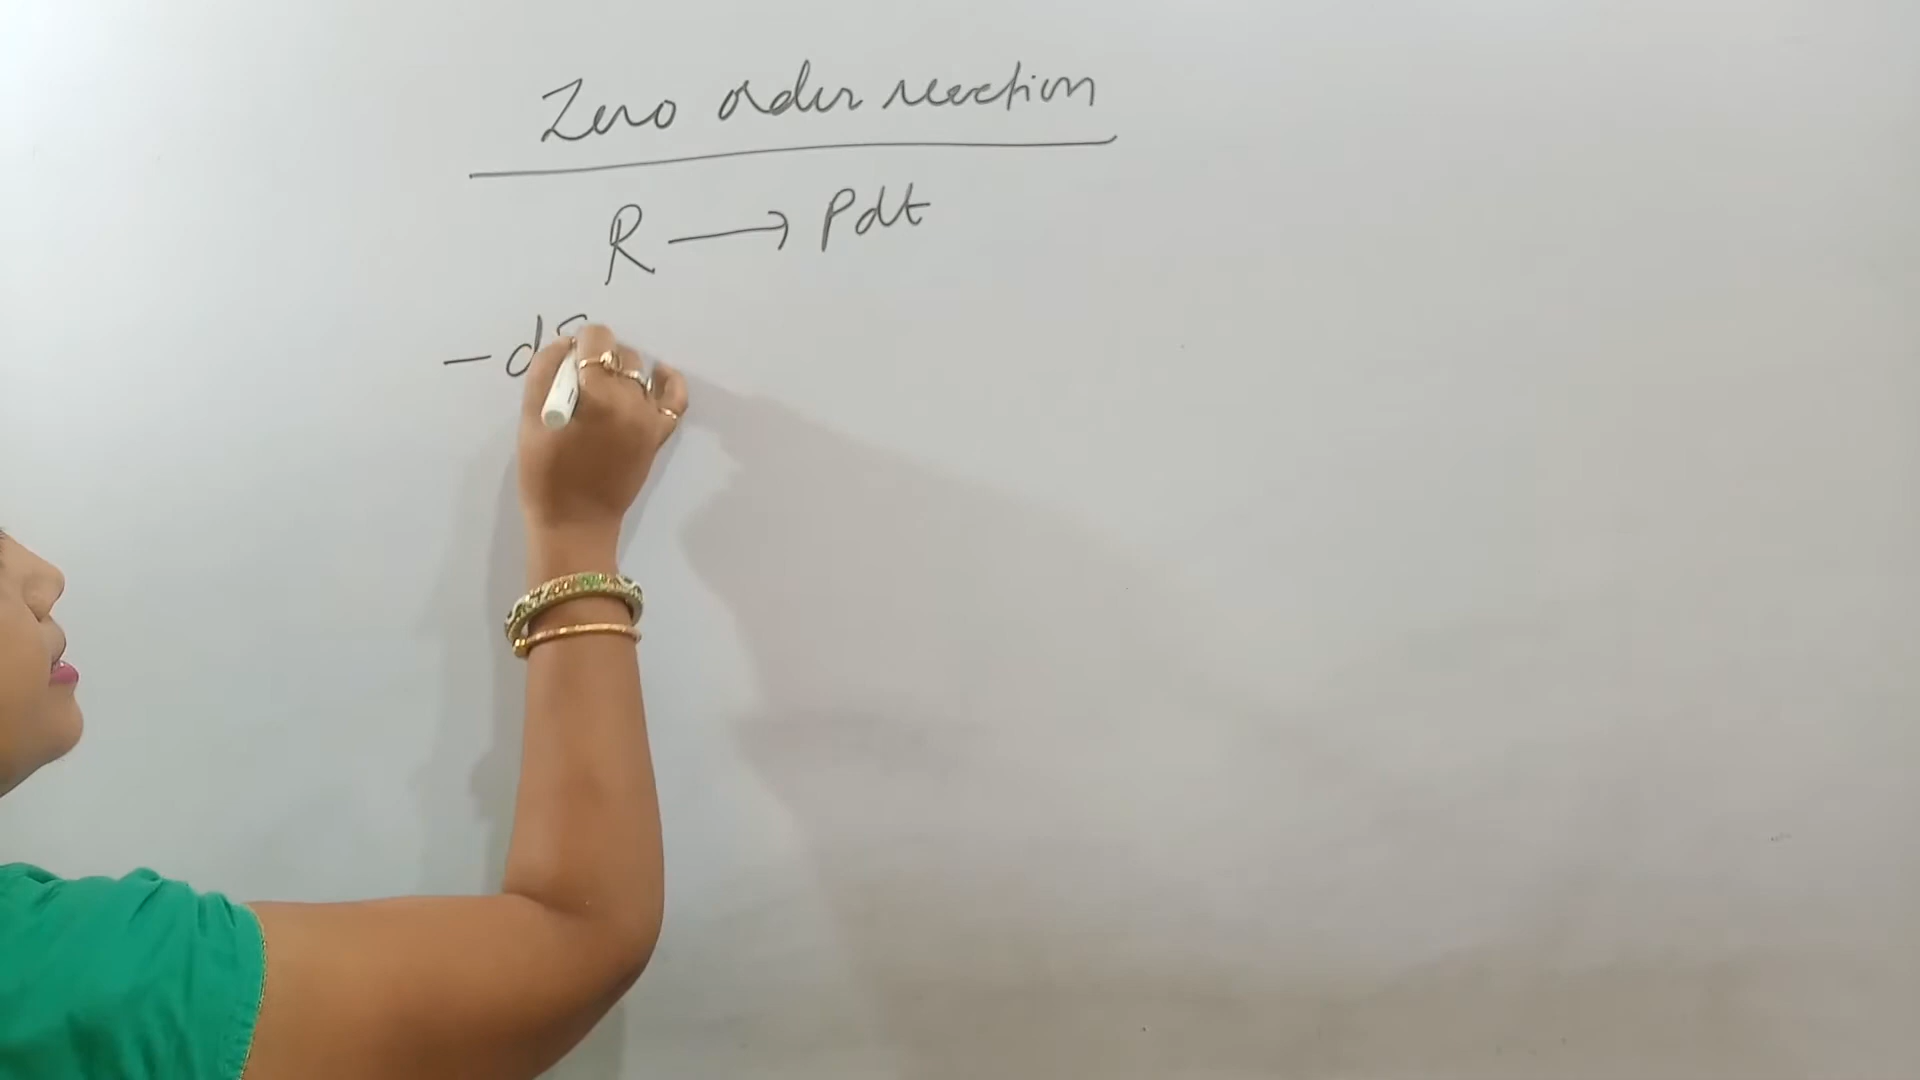 Zero order reaction
R → Pdt
- d[